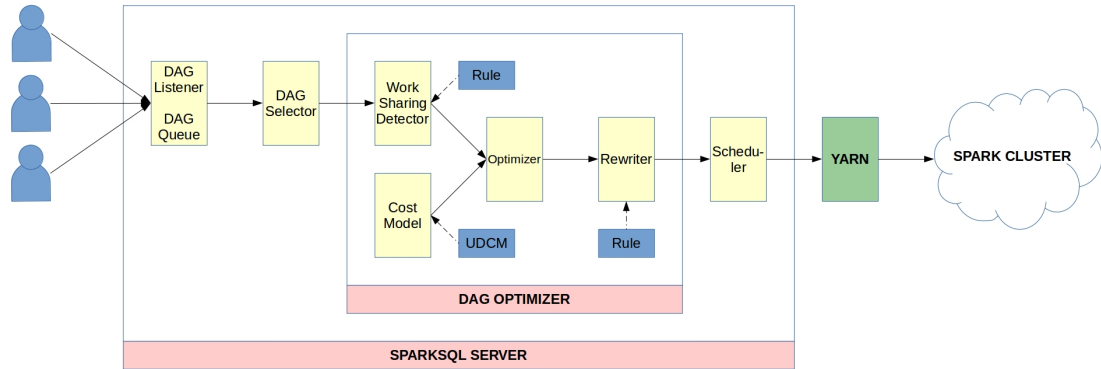 DAG
Listener
DAG
Queue
DAG
Selector
Work
Sharing
Detector
Rule
Cost
Model
UDCM
Optimizer
Rewriter
Rule
Schedu-
ler
YARN
SPARK CLUSTER
DAG OPTIMIZER
SPARKSQL SERVER